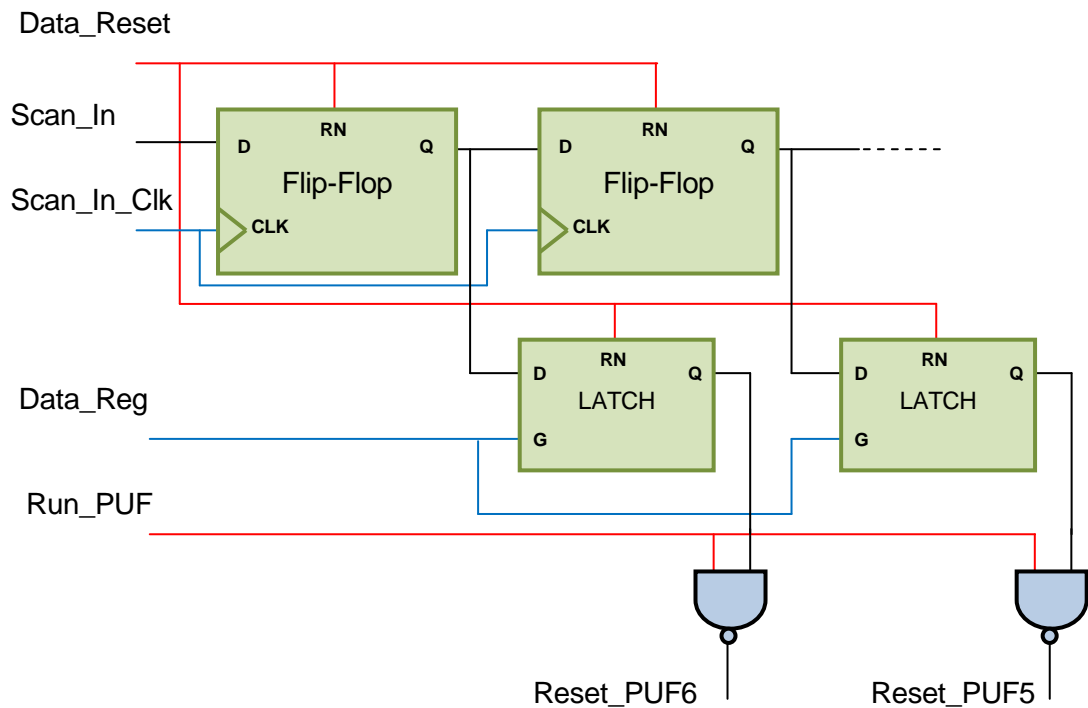 Data_Reset
Scan_In
RN
RN
D
Q
D
Q
Flip-Flop
Flip-Flop
Scan_In_Clk
CLK
CLK
RN
RN
D
Q
D
Q
Data_Reg
LATCH
LATCH
G
G
Run_PUF
Reset_PUF6
Reset_PUF5